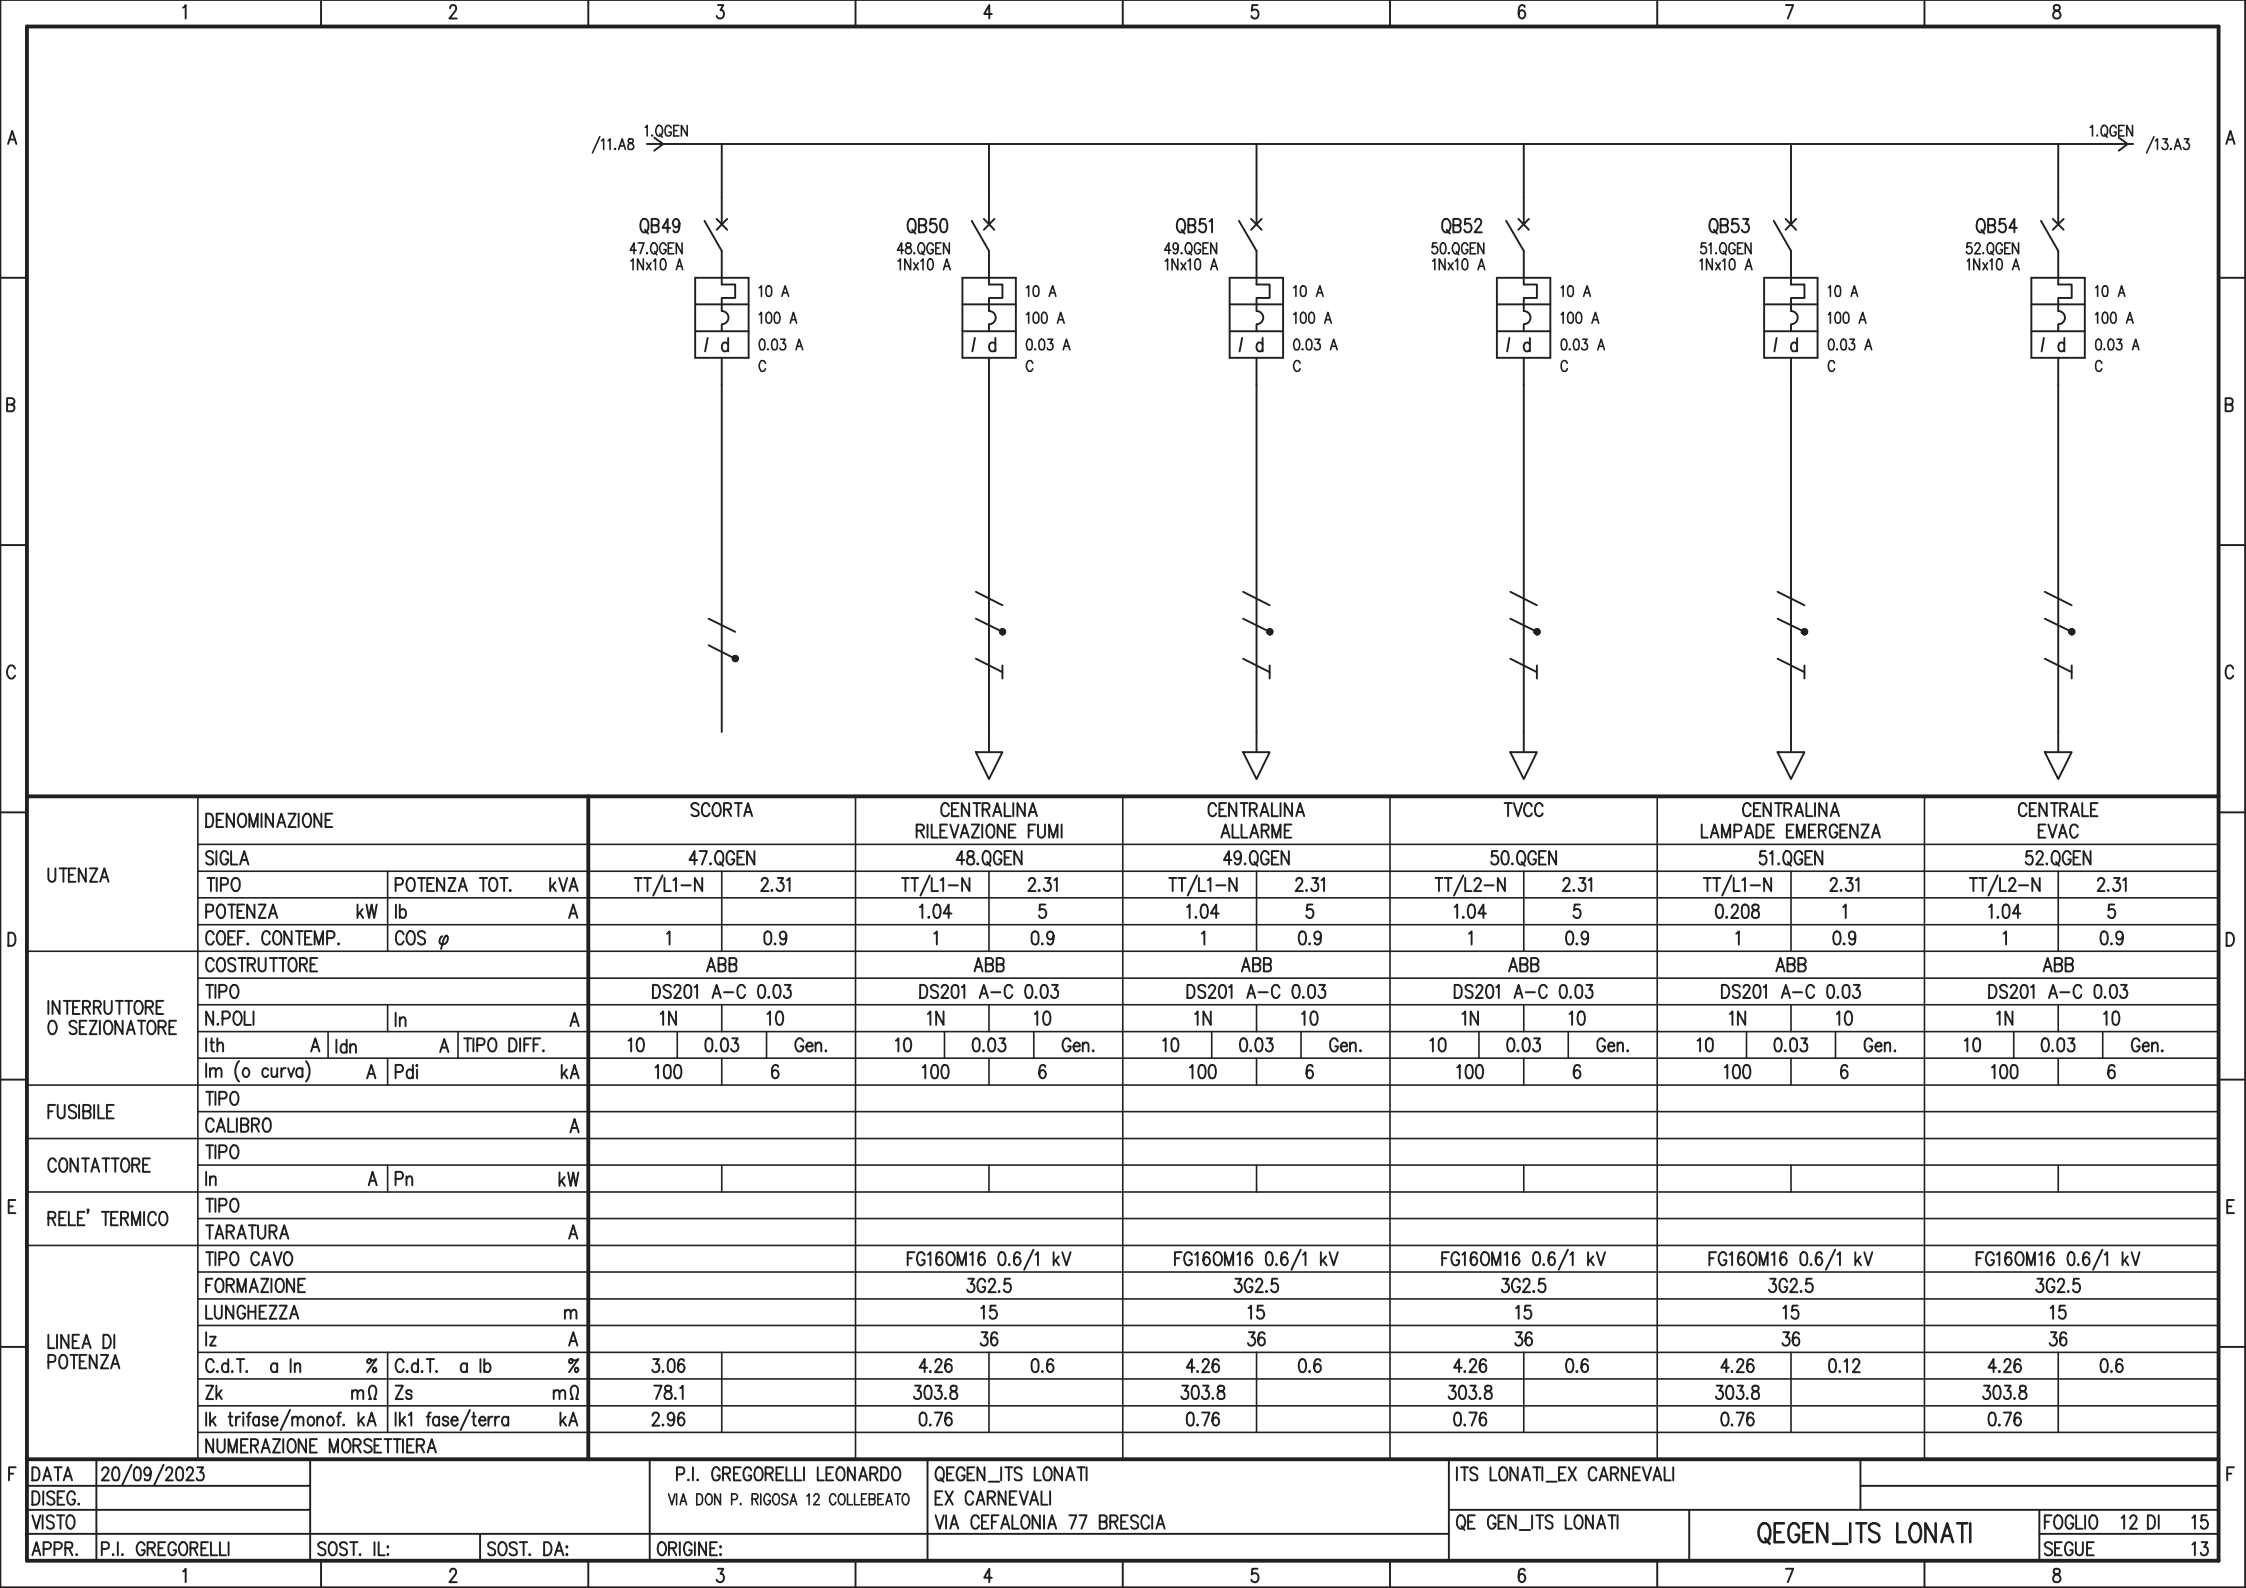 1 2 3 4 5 6 7 8
A A
/11.A8 1.QGEN 1.QGEN /13.A3
QB49 QB50 QB51 QB52 QB53 QB54
47.QGEN 48.QGEN 49.QGEN 50.QGEN 51.QGEN 52.QGEN
1Nx10 A 1Nx10 A 1Nx10 A 1Nx10 A 1Nx10 A 1Nx10 A
10 A 10 A 10 A 10 A 10 A 10 A
100 A 100 A 100 A 100 A 100 A 100 A
I d 0.03 A I d 0.03 A I d 0.03 A I d 0.03 A I d 0.03 A I d 0.03 A
C C C C C C
B B
C C
UTENZA
DENOMINAZIONE SCORTA CENTRALINA RILEVAZIONE FUMI CENTRALINA ALLARME TVCC CENTRALINA LAMPADE EMERGENZA CENTRALE EVAC
SIGLA 47.QGEN 48.QGEN 49.QGEN 50.QGEN 51.QGEN 52.QGEN
TIPO POTENZA TOT. kVA TT/L1-N 2.31 TT/L1-N 2.31 TT/L1-N 2.31 TT/L2-N 2.31 TT/L1-N 2.31 TT/L2-N 2.31
POTENZA kW Ib A 1.04 5 1.04 5 1.04 5 0.208 1 1.04 5
D COEF. CONTEMP. COS φ 1 0.9 1 0.9 1 0.9 1 0.9 1 0.9 1 0.9 D
INTERRUTTORE
O SEZIONATORE
COSTRUTTORE ABB ABB ABB ABB ABB ABB
TIPO DS201 A-C 0.03 DS201 A-C 0.03 DS201 A-C 0.03 DS201 A-C 0.03 DS201 A-C 0.03 DS201 A-C 0.03
N.POLI In A 1N 10 1N 10 1N 10 1N 10 1N 10 1N 10
Ith A Idn A TIPO DIFF. 10 0.03 Gen. 10 0.03 Gen. 10 0.03 Gen. 10 0.03 Gen. 10 0.03 Gen. 10 0.03 Gen.
Im (o curva) A Pdi kA 100 6 100 6 100 6 100 6 100 6 100 6
FUSIBILE
TIPO
CALIBRO A
CONTATTORE
TIPO
In A Pn kW
E RELE' TERMICO E
TIPO
TARATURA A
LINEA DI
POTENZA
TIPO CAVO FG16OM16 0.6/1 kV FG16OM16 0.6/1 kV FG16OM16 0.6/1 kV FG16OM16 0.6/1 kV FG16OM16 0.6/1 kV
FORMAZIONE 3G2.5 3G2.5 3G2.5 3G2.5 3G2.5
LUNGHEZZA m 15 15 15 15 15
Iz A 36 36 36 36 36
C.d.T. a In % C.d.T. a Ib % 3.06 4.26 0.6 4.26 0.6 4.26 0.6 4.26 0.12 4.26 0.6
Zk mΩ Zs mΩ 78.1 303.8 303.8 303.8 303.8 303.8
Ik trifase/monof. kA Ik1 fase/terra kA 2.96 0.76 0.76 0.76 0.76 0.76
NUMERAZIONE MORSETTIERA
F F
DATA 20/09/2023
DISEG.
VISTO
APPR. P.I. GREGORELLI SOST. IL: SOST. DA: ORIGINE:
P.I. GREGORELLI LEONARDO
VIA DON P. RIGOSA 12 COLLEBEATO
QEGEN_ITS LONATI
EX CARNEVALI
VIA CEFALONIA 77 BRESCIA
ITS LONATI_EX CARNEVALI
QE GEN_ITS LONATI
QEGEN_ITS LONATI
FOGLIO 12 DI 15
SEGUE 13
1 2 3 4 5 6 7 8